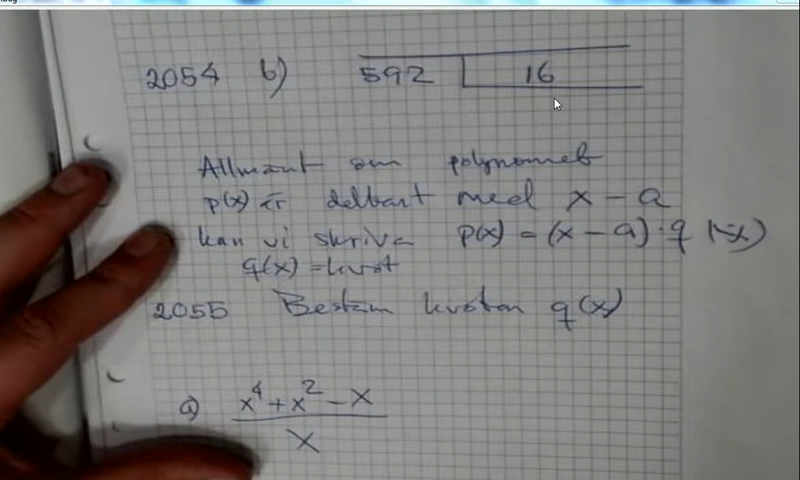 2054 b) 592 16
Allmänt om polynomet
p(x) är delbart med x - a
kan vi skriva p(x) = (x - a) · q (x)
q(x) = kvot
2055 Bestäm kvoten q(x)
a) x⁴ + x² - x
x